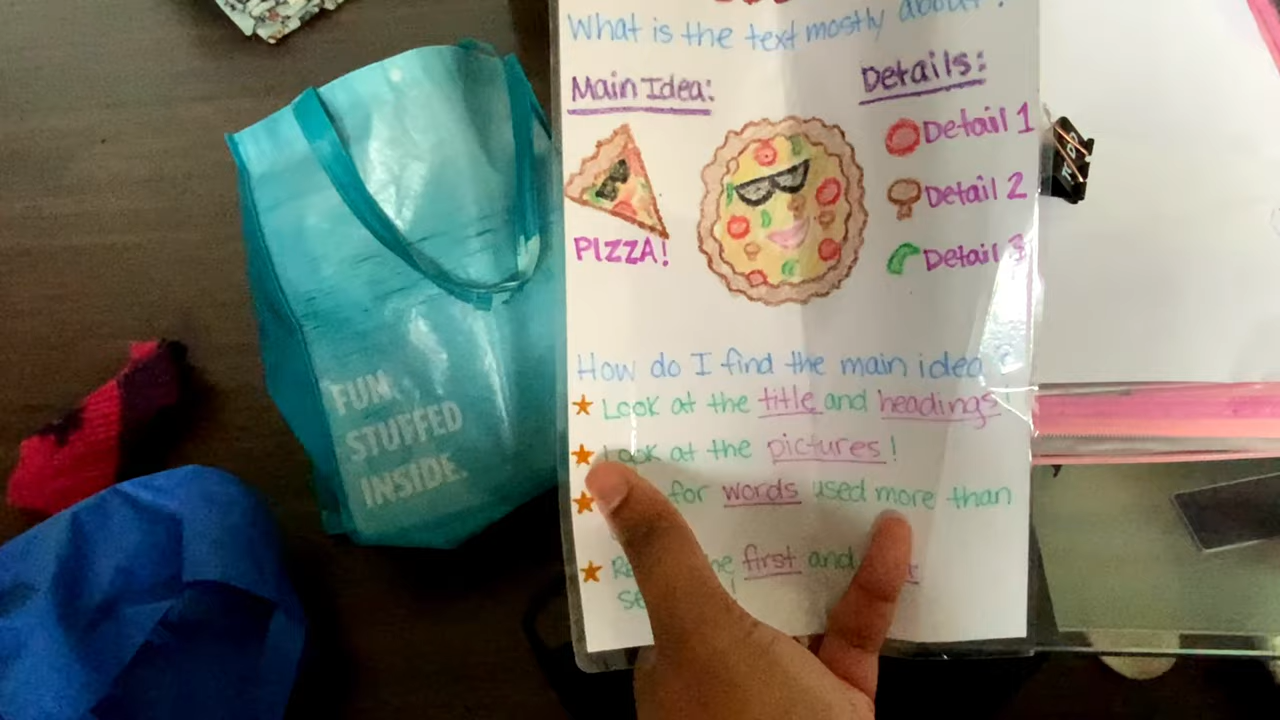 What is the text mostly about?
Main Idea:
Details:
Detail 1
Detail 2
Detail 3
PIZZA!
How do I find the main idea?
★ Look at the title and headings
★ Look at the pictures!
★ for words used more than
★ first and
FUN
STUFFED
INSIDE.